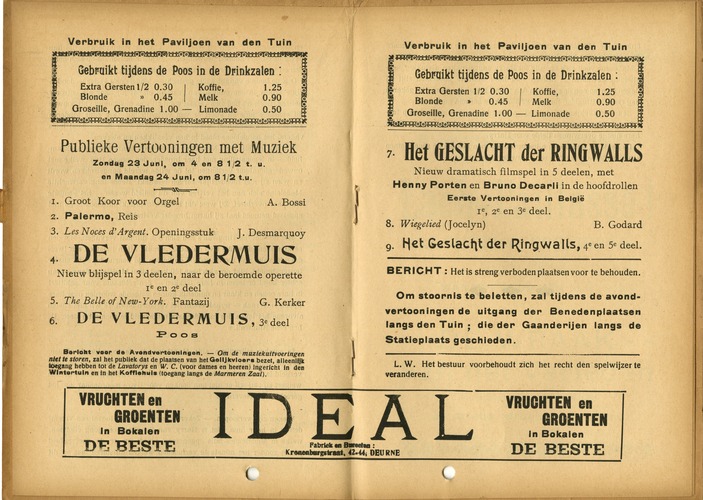 Verbruik in het Paviljoen van den Tuin
Gebruikt tijdens de Poos in de Drinkzalen :
Extra Gersten 1/2 0.30 | Koffie, 1.25
Blonde » 0.45 | Melk 0.90
Groseille, Grenadine 1.00 — Limonade 0.50
Publieke Vertooningen met Muziek
Zondag 23 Juni, om 4 en 8 1/2 t. u.
en Maandag 24 Juni, om 8 1/2 t.u.
1. Groot Koor voor Orgel A. Bossi
2. Palermo, Reis
3. Les Noces d'Argent. Openingsstuk J. Desmarquoy
4. DE VLEDERMUIS
Nieuw blijspel in 3 deelen, naar de beroemde operette
1e en 2e deel
5. The Belle of New-York. Fantazij G. Kerker
6. DE VLEDERMUIS, 3e deel
Poos
Bericht voor de Avondvertooningen. — Om de muziekuitvoeringen
niet te storen, zal het publiek dat de plaatsen van het Gelijkvloers bezet, alleenlijk
toegang hebben tot de Lavatorys en W. C. (voor dames en heeren) ingericht in den
Wintertuin en in het Koffiehuis (toegang langs de Marmeren Zaal).
Verbruik in het Paviljoen van den Tuin
Gebruikt tijdens de Poos in de Drinkzalen :
Extra Gersten 1/2 0.30 | Koffie, 1.25
Blonde » 0.45 | Melk 0.90
Groseille, Grenadine 1.00 — Limonade 0.50
7. Het GESLACHT der RINGWALLS
Nieuw dramatisch filmspel in 5 deelen, met
Henny Porten en Bruno Decarli in de hoofdrollen
Eerste Vertooningen in België
1e, 2e en 3e deel.
8. Wiegelied (Jocelyn) B. Godard
9. Het Geslacht der Ringwalls, 4e en 5e deel.
BERICHT : Het is streng verboden plaatsen voor te behouden.
Om stoornis te beletten, zal tijdens de avond-
vertooningen de uitgang der Benedenplaatsen
langs den Tuin ; die der Gaanderijen langs de
Statieplaats geschieden.
L. W. Het bestuur voorbehoudt zich het recht den spelwijzer te
veranderen.
VRUCHTEN en
GROENTEN
in Bokalen
DE BESTE
IDEAL
Fabriek en Bureelen :
Kronenburgstraat, 42-44, DEURNE
VRUCHTEN en
GROENTEN
in Bokalen
DE BESTE